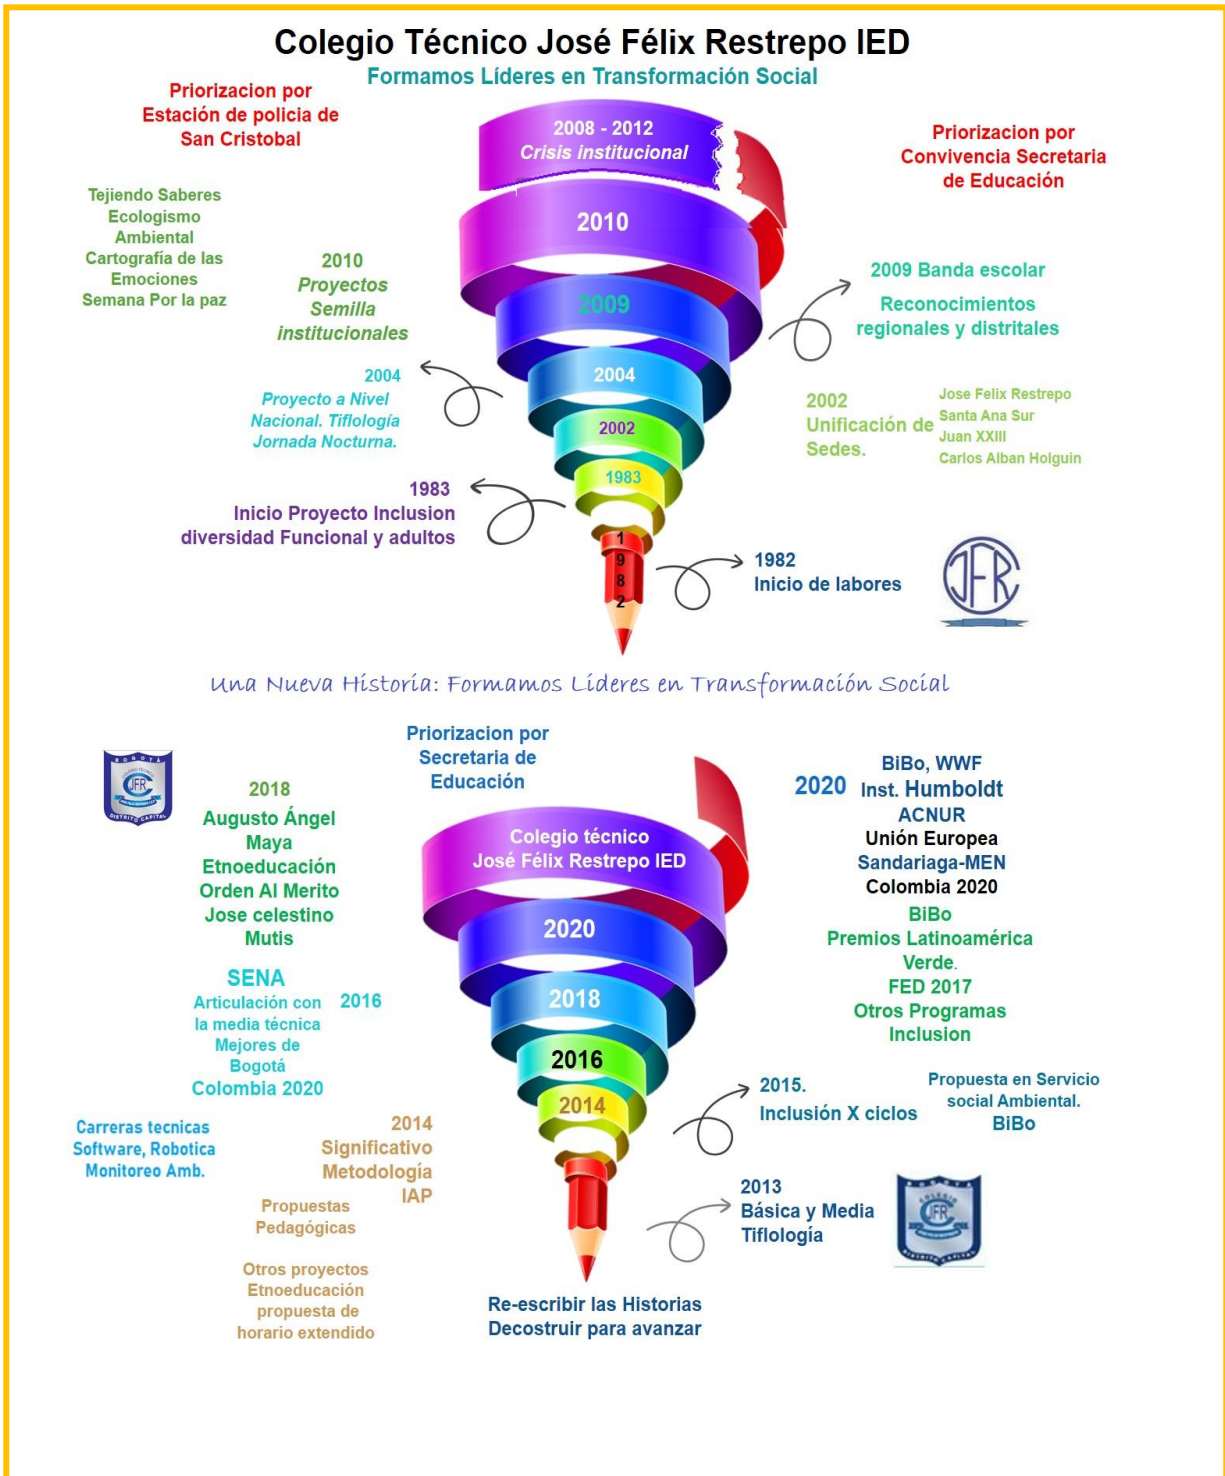 Colegio Técnico José Félix Restrepo IED
Formamos Líderes en Transformación Social
Priorizacion por
Estación de policia de
San Cristobal
2008 - 2012
Crisis institucional
Priorizacion por
Convivencia Secretaria
de Educación
Tejiendo Saberes
Ecologismo
Ambiental
Cartografía de las
Emociones
Semana Por la paz
2010
Proyectos
Semilla
institucionales
2010
2009
2009 Banda escolar
Reconocimientos
regionales y distritales
2004
Proyecto a Nivel
Nacional. Tiflología
Jornada Nocturna.
2004
2002
2002
Unificación de
Sedes.
Jose Felix Restrepo
Santa Ana Sur
Juan XXIII
Carlos Alban Holguin
1983
1983
Inicio Proyecto Inclusion
diversidad Funcional y adultos
1
9
8
2
1982
Inicio de labores
JFRC
Una Nueva Historia: Formamos Líderes en Transformación Social
Priorizacion por
Secretaria de
Educación
BOGOTÁ
JFRC
DISTRITO CAPITAL
2018
Augusto Ángel
Maya
Etnoeducación
Orden Al Merito
Jose celestino
Mutis
Colegio técnico
José Félix Restrepo IED
2020
2018
2016
2014
2020
BiBo, WWF
Inst. Humboldt
ACNUR
Unión Europea
Sandariaga-MEN
Colombia 2020
BiBo
Premios Latinoamérica
Verde.
FED 2017
Otros Programas
Inclusion
SENA
Articulación con
la media técnica
Mejores de
Bogotá
Colombia 2020
2016
Carreras tecnicas
Software, Robotica
Monitoreo Amb.
2014
Significativo
Metodología
IAP
Propuestas
Pedagógicas
Otros proyectos
Etnoeducación
propuesta de
horario extendido
2015.
Inclusión X ciclos
Propuesta en Servicio
social Ambiental.
BiBo
2013
Básica y Media
Tiflología
BOGOTÁ
COLEGIO
JFRC
DISTRITO CAPITAL
Re-escribir las Historias
Decostruir para avanzar